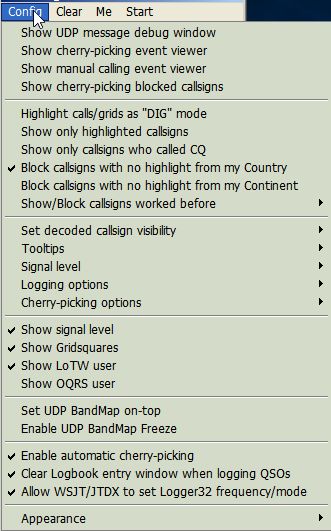 Config Clear Me Start
Show UDP message debug window
Show cherry-picking event viewer
Show manual calling event viewer
Show cherry-picking blocked callsigns
Highlight calls/grids as "DIG" mode
Show only highlighted callsigns
Show only callsigns who called CQ
Block callsigns with no highlight from my Country
Block callsigns with no highlight from my Continent
Show/Block callsigns worked before
Set decoded callsign visibility
Tooltips
Signal level
Logging options
Cherry-picking options
Show signal level
Show Gridsquares
Show LoTW user
Show OQRS user
Set UDP BandMap on-top
Enable UDP BandMap Freeze
Enable automatic cherry-picking
Clear Logbook entry window when logging QSOs
Allow WSJT/JTDX to set Logger32 frequency/mode
Appearance